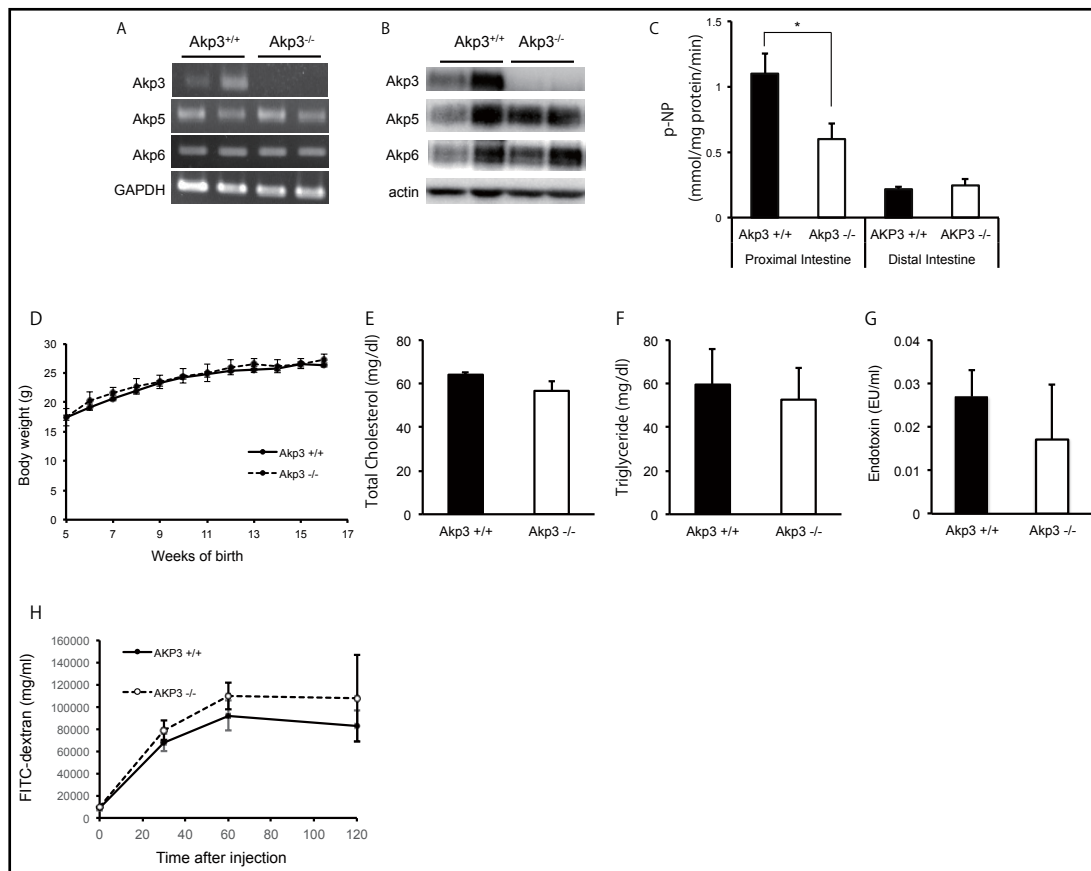 A
Akp3+/+ Akp3-/-
Akp3
Akp5
Akp6
GAPDH
B
Akp3+/+ Akp3-/-
Akp3
Akp5
Akp6
actin
C
p-NP
(mmol/mg protein/min)
1.5
*
1
0.5
0
Akp3 +/+ Akp3 -/- AKP3 +/+ AKP3 -/-
Proximal Intestine Distal Intestine
D
Body weight (g)
30
25
20
15
10
5
0
Akp3 +/+
Akp3 -/-
5 7 9 11 13 15 17
Weeks of birth
E
Total Cholesterol (mg/dl)
80
60
40
20
0
Akp3 +/+ Akp3 -/-
F
Triglyceride (mg/dl)
80
60
40
20
0
Akp3 +/+ Akp3 -/-
G
Endotoxin (EU/ml)
0.04
0.03
0.02
0.01
0
Akp3 +/+ Akp3 -/-
H
FITC-dextran (mg/ml)
160000
140000
120000
100000
80000
60000
40000
20000
0
AKP3 +/+
AKP3 -/-
0 20 40 60 80 100 120
Time after injection